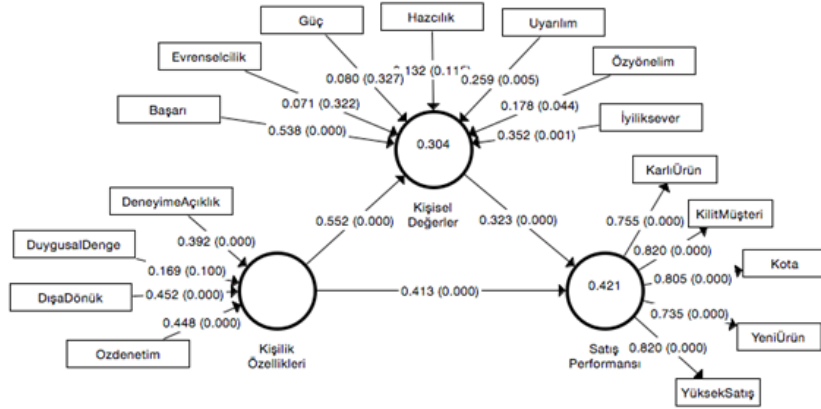 Güç
Hazcılık
Uyarılım
Evrenselcilik
Özyönelim
Başarı
İyiliksever
0.080 (0.327)
0.132 (0.115)
0.259 (0.005)
0.071 (0.322)
0.178 (0.044)
0.538 (0.000)
0.352 (0.001)
0.304
Kişisel
Değerler
KarlıÜrün
DeneyimeAçıklık
KilitMüşteri
DuygusalDenge
Kota
DışaDönük
YeniÜrün
Ozdenetim
YüksekSatış
0.392 (0.000)
0.169 (0.100)
0.452 (0.000)
0.448 (0.000)
0.552 (0.000)
0.323 (0.000)
0.413 (0.000)
0.755 (0.000)
0.820 (0.000)
0.805 (0.000)
0.735 (0.000)
0.820 (0.000)
0.421
Kişilik
Özellikleri
Satış
Performansı